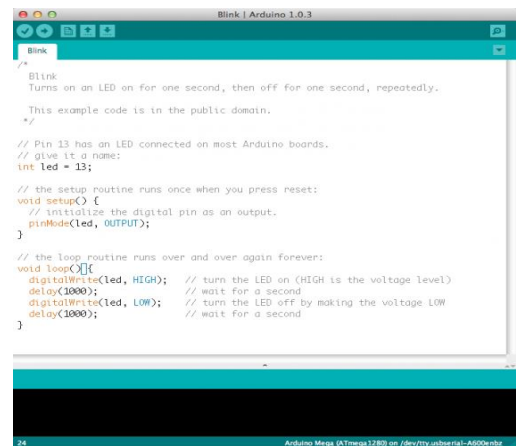 Blink | Arduino 1.0.3
Blink
/*
  Blink
  Turns on an LED on for one second, then off for one second, repeatedly.

  This example code is in the public domain.
 */

// Pin 13 has an LED connected on most Arduino boards.
// give it a name:
int led = 13;

// the setup routine runs once when you press reset:
void setup() {
  // initialize the digital pin as an output.
  pinMode(led, OUTPUT);
}

// the loop routine runs over and over again forever:
void loop(){
  digitalWrite(led, HIGH);   // turn the LED on (HIGH is the voltage level)
  delay(1000);               // wait for a second
  digitalWrite(led, LOW);    // turn the LED off by making the voltage LOW
  delay(1000);               // wait for a second
}
24 Arduino Mega (ATmega1280) on /dev/tty.usbserial-A600enbz